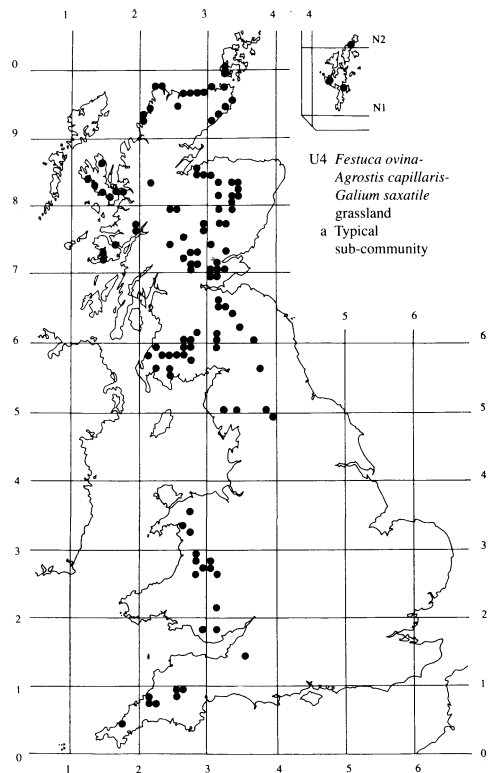 1 2 3 4 4
N2
0
N1
9
U4 Festuca ovina-
Agrostis capillaris-
Galium saxatile
grassland
a Typical
sub-community
8
7
5 6
6 6
5 5
4 4
3 3
2 2
1 1
0 0
1 2 3 4 5 6